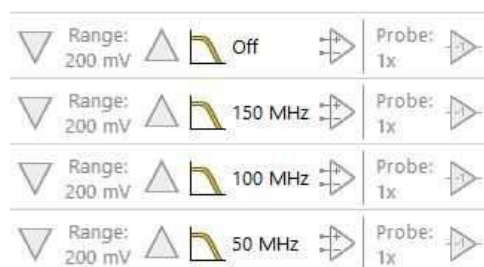 Range: Off Probe:
200 mV 1x
Range: 150 MHz Probe:
200 mV 1x
Range: 100 MHz Probe:
200 mV 1x
Range: 50 MHz Probe:
200 mV 1x